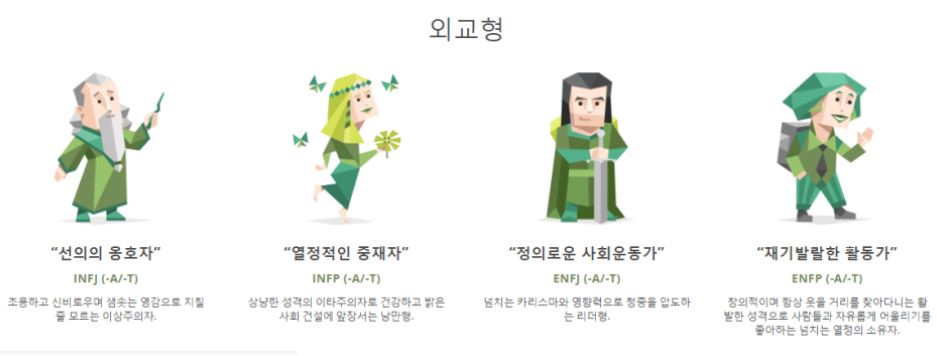 외교형
“선의의 옹호자”
INFJ (-A/-T)
조용하고 신비로우며 샘솟는 영감으로 지칠
줄 모르는 이상주의자.
“열정적인 중재자”
INFP (-A/-T)
상냥한 성격의 이타주의자로 건강하고 밝은
사회 건설에 앞장서는 낭만형.
“정의로운 사회운동가”
ENFJ (-A/-T)
넘치는 카리스마와 영향력으로 청중을 압도하
는 리더형.
“재기발랄한 활동가”
ENFP (-A/-T)
창의적이며 항상 웃을 거리를 찾아다니는 활
발한 성격으로 사람들과 자유롭게 어울리기를
좋아하는 넘치는 열정의 소유자.